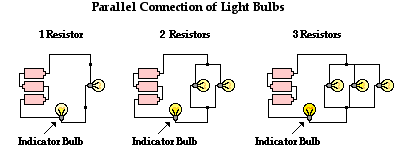 Parallel Connection of Light Bulbs
1 Resistor 2 Resistors 3 Resistors
Indicator Bulb Indicator Bulb Indicator Bulb